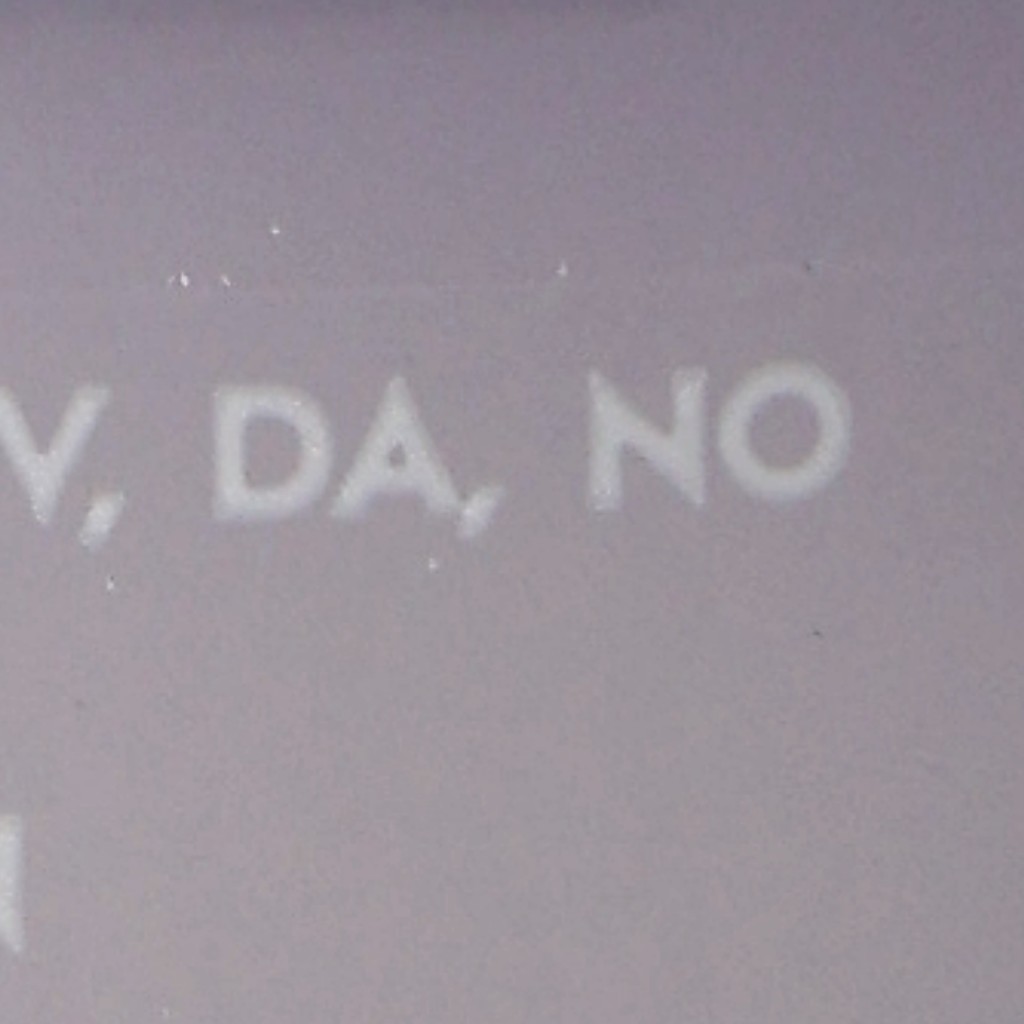 V, DA, NO